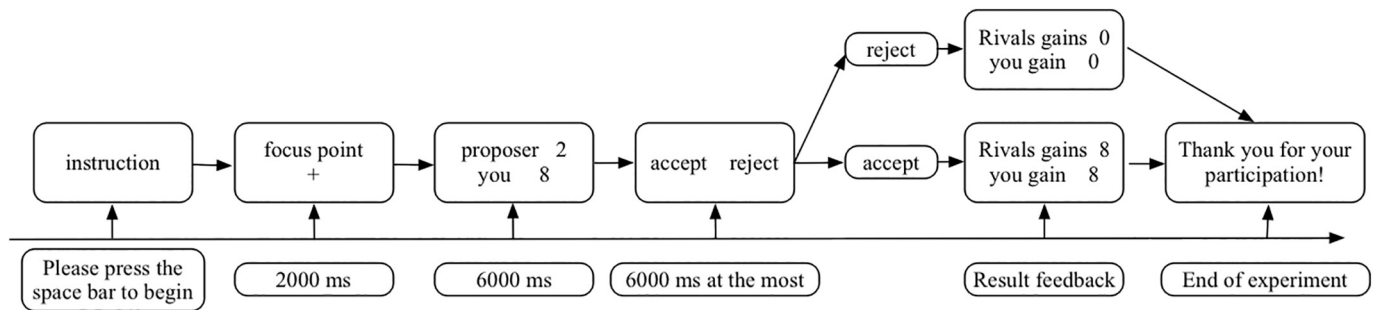 reject
Rivals gains 0
you gain 0
instruction
focus point
+
proposer 2
you 8
accept reject
accept
Rivals gains 8
you gain 8
Thank you for your
participation!
Please press the
space bar to begin
2000 ms
6000 ms
6000 ms at the most
Result feedback
End of experiment